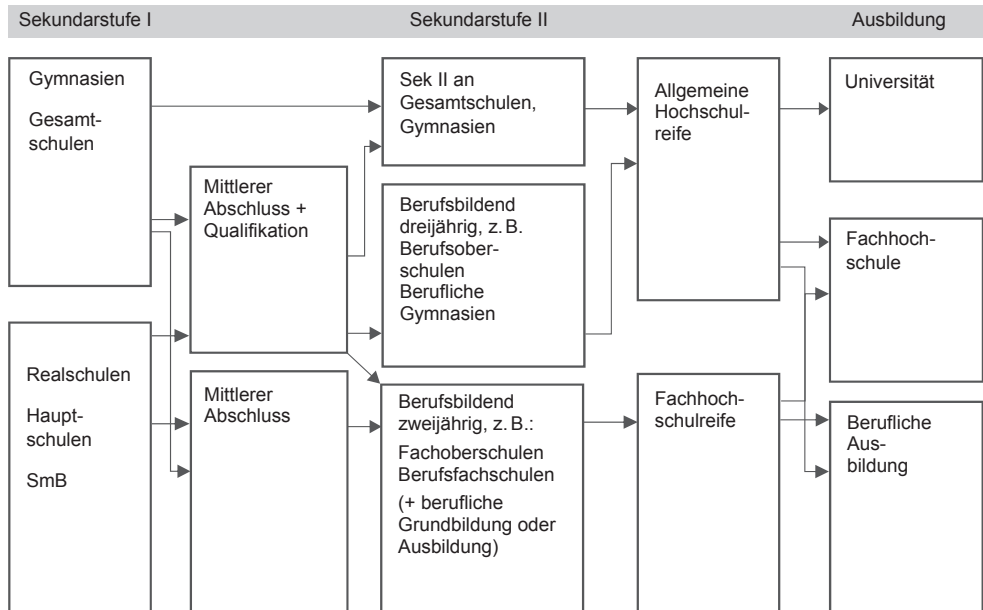 Sekundarstufe I
Sekundarstufe II
Ausbildung
Gymnasien
Gesamt-
schulen
Realschulen
Haupt-
schulen
SmB
Mittlerer
Abschluss +
Qualifikation
Mittlerer
Abschluss
Sek II an
Gesamtschulen,
Gymnasien
Berufsbildend
dreijährig, z. B.
Berufsober-
schulen
Berufliche
Gymnasien
Berufsbildend
zweijährig, z. B.:
Fachoberschulen
Berufsfachschulen
(+ berufliche
Grundbildung oder
Ausbildung)
Allgemeine
Hochschul-
reife
Fachhoch-
schulreife
Universität
Fachhoch-
schule
Berufliche
Aus-
bildung